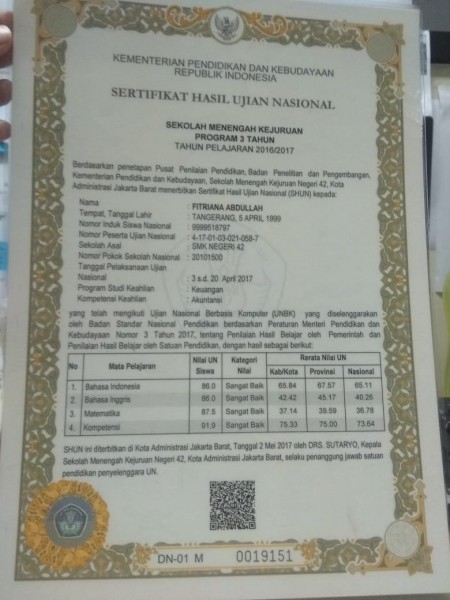 KEMENTERIAN PENDIDIKAN DAN KEBUDAYAAN
REPUBLIK INDONESIA
SERTIFIKAT HASIL UJIAN NASIONAL
SEKOLAH MENENGAH KEJURUAN
PROGRAM 3 TAHUN
TAHUN PELAJARAN 2016/2017
Berdasarkan penetapan Pusat Penilaian Pendidikan, Badan Penelitian dan Pengembangan,
Kementerian Pendidikan dan Kebudayaan, Sekolah Menengah Kejuruan Negeri 42, Kota
Administrasi Jakarta Barat menerbitkan Sertifikat Hasil Ujian Nasional (SHUN) kepada:
Nama : FITRIANA ABDULLAH
Tempat, Tanggal Lahir : TANGERANG, 5 APRIL 1999
Nomor Induk Siswa Nasional : 9999518797
Nomor Peserta Ujian Nasional : 4-17-01-03-021-058-7
Sekolah Asal : SMK NEGERI 42
Nomor Pokok Sekolah Nasional : 20101500
Tanggal Pelaksanaan Ujian
Nasional : 3 s.d. 20 April 2017
Program Studi Keahlian : Keuangan
Kompetensi Keahlian : Akuntansi
yang telah mengikuti Ujian Nasional Berbasis Komputer (UNBK) yang diselenggarakan
oleh Badan Standar Nasional Pendidikan berdasarkan Peraturan Menteri Pendidikan dan
Kebudayaan Nomor 3 Tahun 2017, tentang Penilaian Hasil Belajar oleh Pemerintah dan
Penilaian Hasil Belajar oleh Satuan Pendidikan, dengan hasil sebagai berikut:
No Mata Pelajaran Nilai UN Siswa Kategori Nilai Rerata Nilai UN
Kab/Kota Provinsi Nasional
1. Bahasa Indonesia 86.0 Sangat Baik 65.84 67.57 65.11
2. Bahasa Inggris 86.0 Sangat Baik 42.42 45.17 40.26
3. Matematika 87.5 Sangat Baik 37.14 39.59 36.78
4. Kompetensi 91.9 Sangat Baik 75.33 75.00 73.64
SHUN ini diterbitkan di Kota Administrasi Jakarta Barat, Tanggal 2 Mei 2017 oleh DRS. SUTARYO, Kepala
Sekolah Menengah Kejuruan Negeri 42, Kota Administrasi Jakarta Barat, selaku penanggung jawab satuan
pendidikan penyelenggara UN.
DN-01 M 0019151